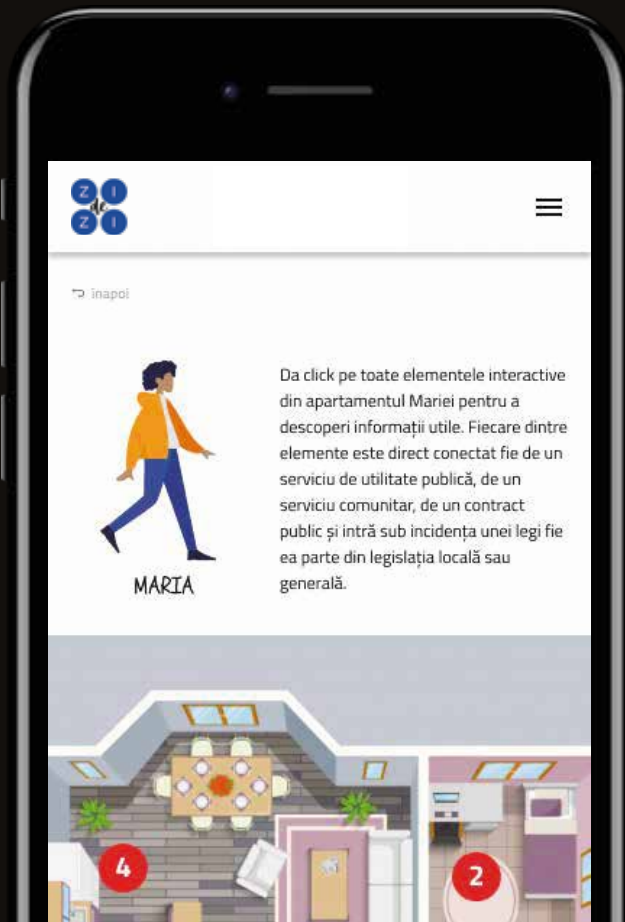 Z I
de
Z I
înapoi
Da click pe toate elementele interactive
din apartamentul Mariei pentru a
descoperi informații utile. Fiecare dintre
elemente este direct conectat fie de un
serviciu de utilitate publică, de un
serviciu comunitar, de un contract
public și intră sub incidența unei legi fie
ea parte din legislația locală sau
generală.
MARIA
4
2